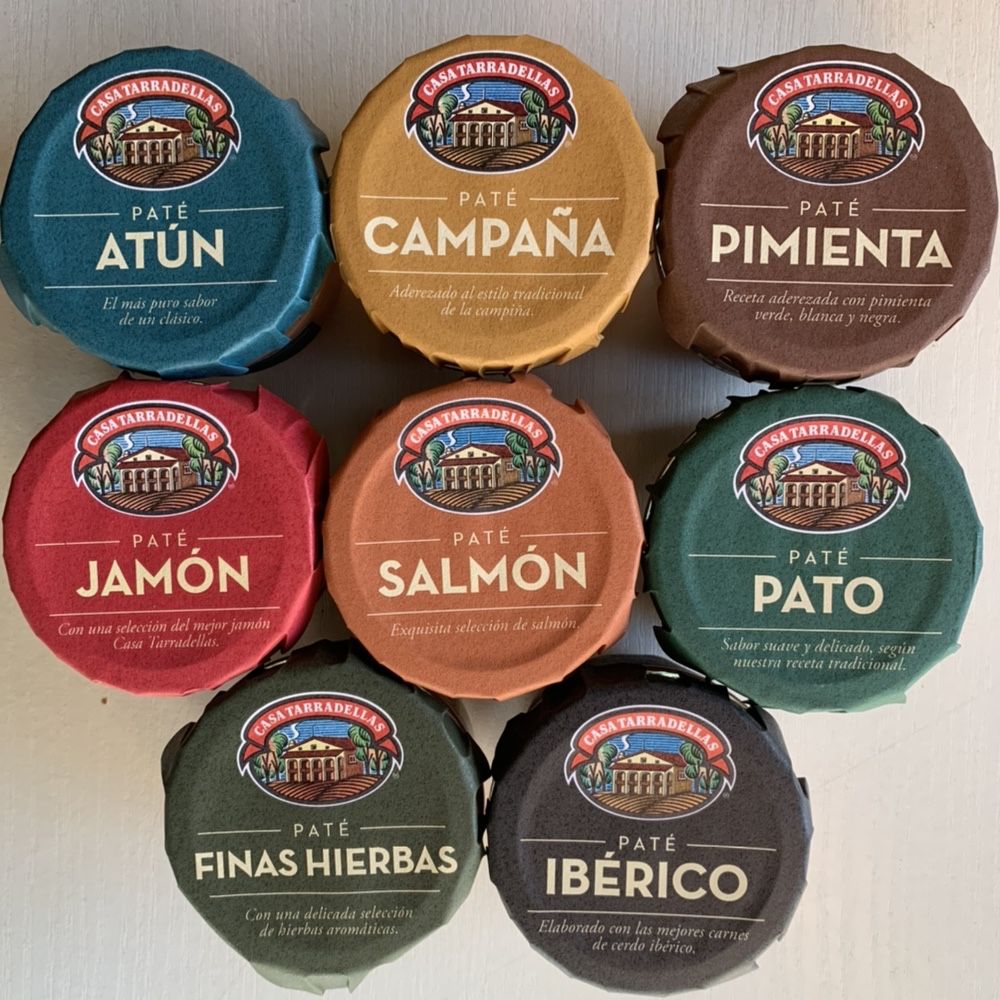 CASA TARRADELLAS
PATÉ
ATÚN
El más puro sabor
de un clásico.
CASA TARRADELLAS
PATÉ
CAMPAÑA
Aderezado al estilo tradicional
de la campiña.
CASA TARRADELLAS
PATÉ
PIMIENTA
Receta aderezada con pimienta
verde, blanca y negra.
CASA TARRADELLAS
PATÉ
JAMÓN
Con una selección del mejor jamón
Casa Tarradellas.
CASA TARRADELLAS
PATÉ
SALMÓN
Exquisita selección de salmón.
CASA TARRADELLAS
PATÉ
PATO
Sabor suave y delicado, según
nuestra receta tradicional.
CASA TARRADELLAS
PATÉ
FINAS HIERBAS
Con una delicada selección
de hierbas aromáticas.
CASA TARRADELLAS
PATÉ
IBÉRICO
Elaborado con las mejores carnes
de cerdo ibérico.